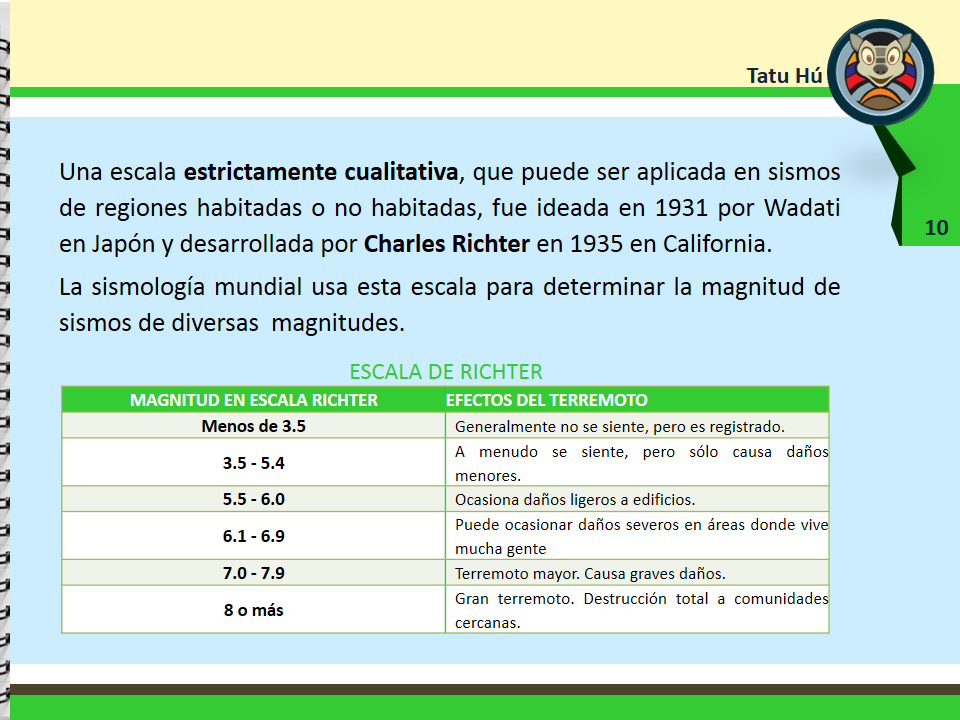 Tatu Hú
10
Una escala estrictamente cualitativa, que puede ser aplicada en sismos
de regiones habitadas o no habitadas, fue ideada en 1931 por Wadati
en Japón y desarrollada por Charles Richter en 1935 en California.
La sismología mundial usa esta escala para determinar la magnitud de
sismos de diversas magnitudes.
ESCALA DE RICHTER
MAGNITUD EN ESCALA RICHTER EFECTOS DEL TERREMOTO
Menos de 3.5 Generalmente no se siente, pero es registrado.
3.5 - 5.4 A menudo se siente, pero sólo causa daños
menores.
5.5 - 6.0 Ocasiona daños ligeros a edificios.
6.1 - 6.9 Puede ocasionar daños severos en áreas donde vive
mucha gente
7.0 - 7.9 Terremoto mayor. Causa graves daños.
8 o más Gran terremoto. Destrucción total a comunidades
cercanas.